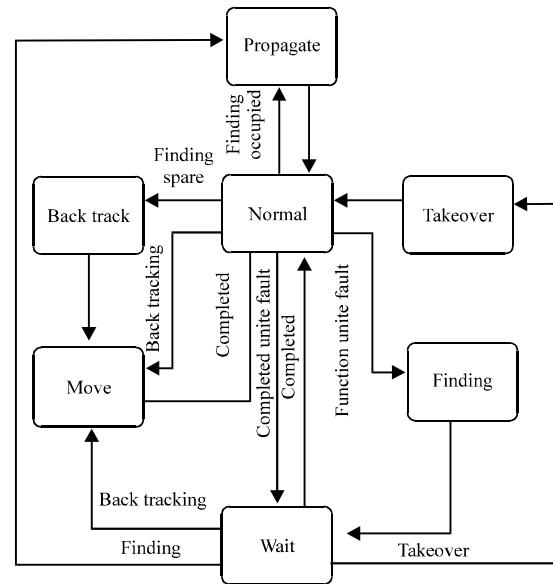 Propagate
Finding
occupied
Finding
spare
Back track
Normal
Takeover
Back tracking
Completed
Completed unite fault
Completed
Function unite fault
Move
Finding
Back tracking
Finding
Wait
Takeover